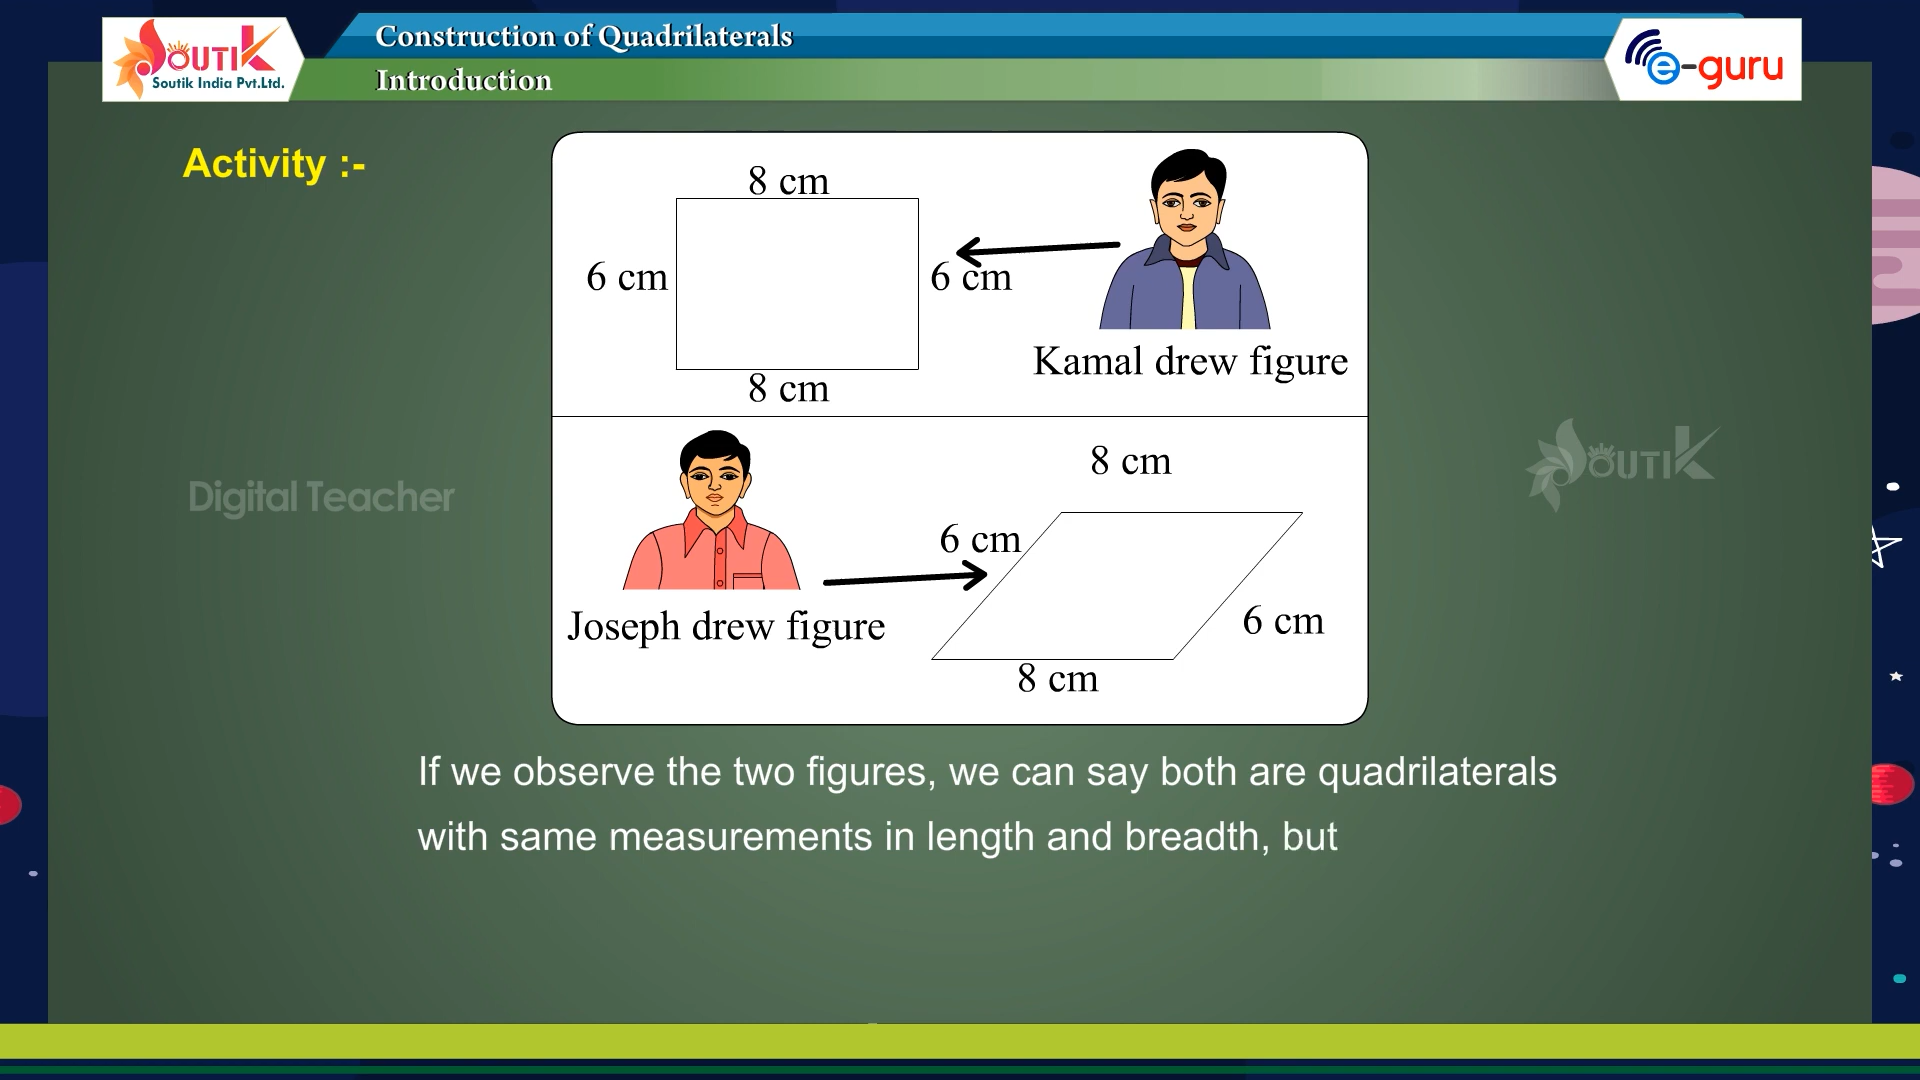 SOUTIK
Soutik India Pvt.Ltd.
Construction of Quadrilaterals
Introduction
e-guru
Activity :-
8 cm
6 cm
6 cm
Kamal drew figure
8 cm
8 cm
Digital Teacher
SOUTIK
6 cm
Joseph drew figure
6 cm
8 cm
If we observe the two figures, we can say both are quadrilaterals
with same measurements in length and breadth, but